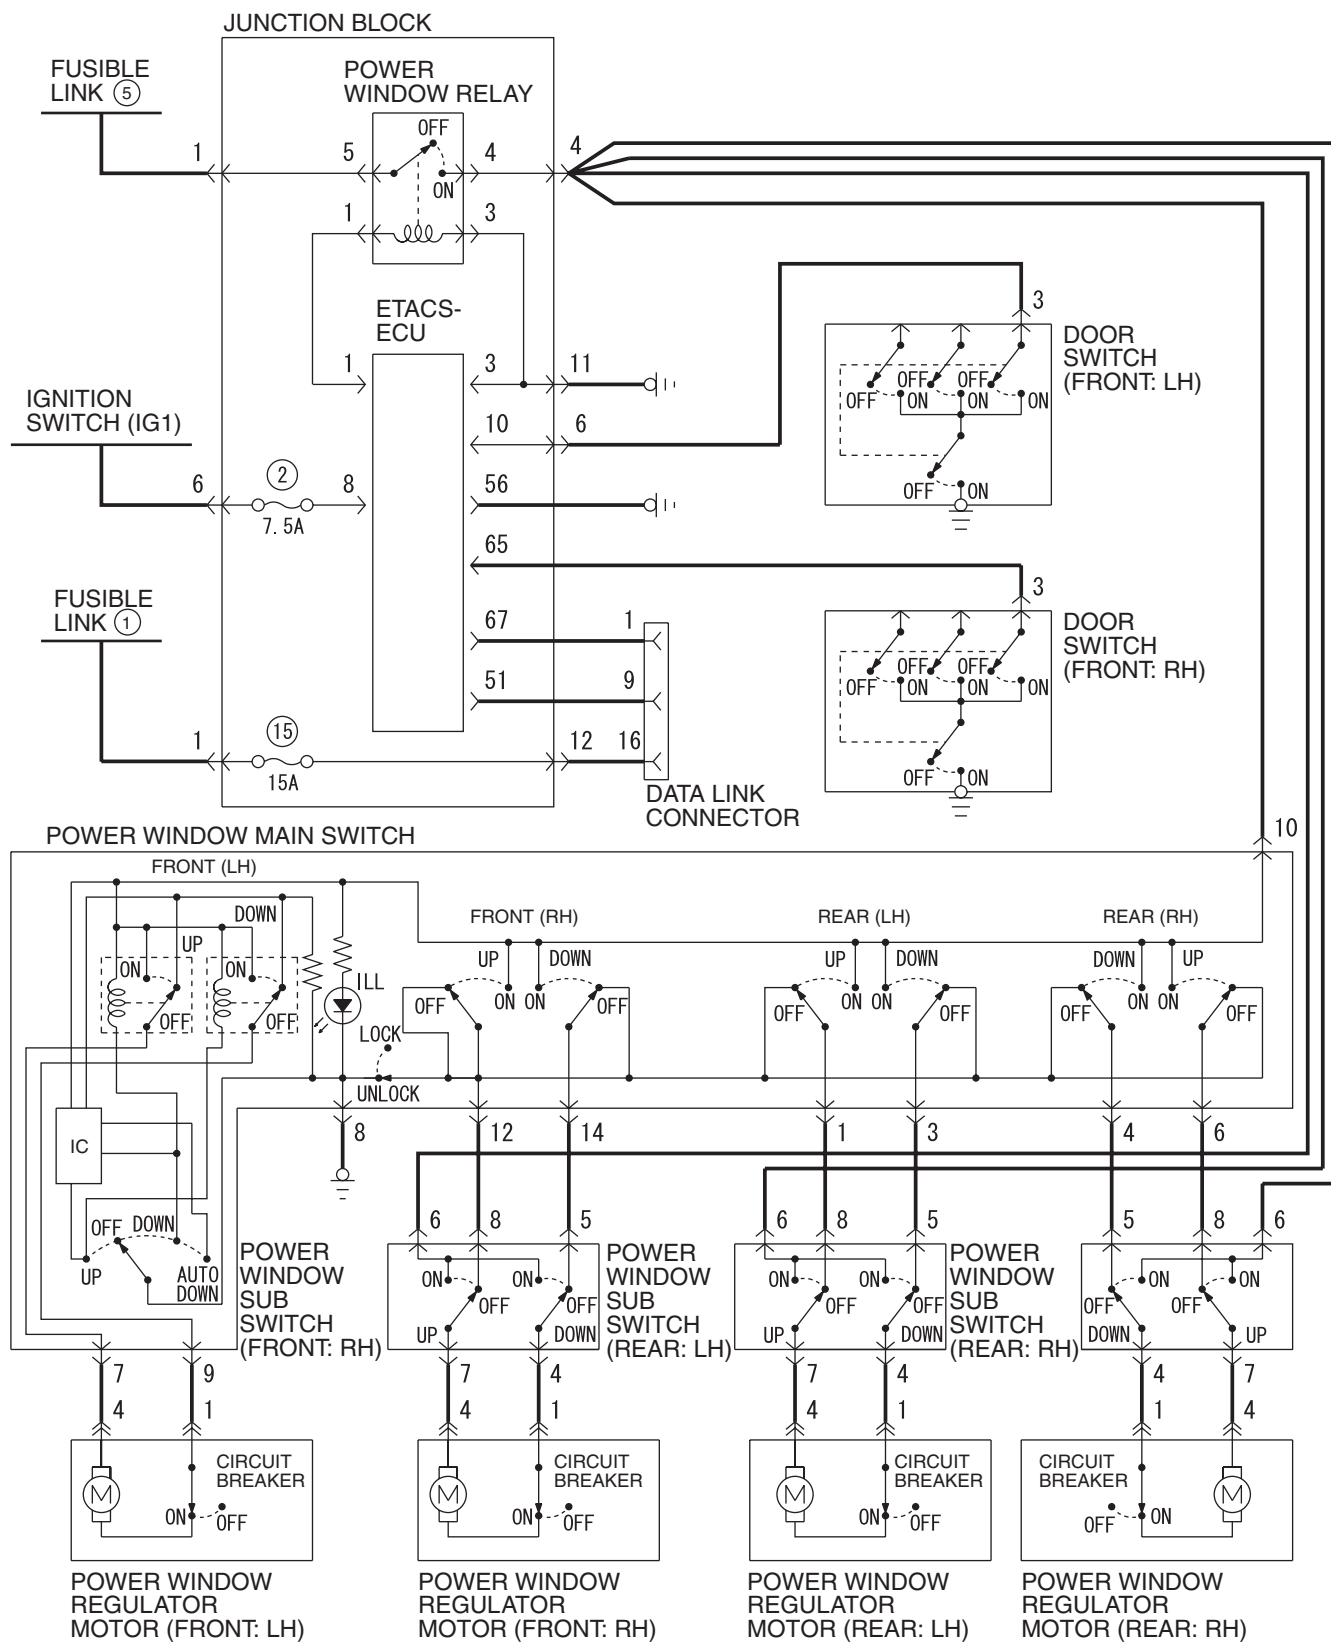 JUNCTION BLOCK
FUSIBLE
LINK 5
POWER
WINDOW RELAY
OFF
1
5
4
4
ON
1
3
ETACS-
ECU
3
DOOR
SWITCH
(FRONT: LH)
1
3
11
OFF
OFF
OFF
ON
ON
ON
IGNITION
SWITCH (IG1)
10
6
2
6
8
56
OFF
ON
7.5A
65
3
FUSIBLE
LINK 1
67
1
DOOR
SWITCH
(FRONT: RH)
OFF
OFF
OFF
ON
ON
ON
51
9
15
1
12
16
OFF
ON
15A
DATA LINK
CONNECTOR
POWER WINDOW MAIN SWITCH
10
FRONT (LH)
DOWN
UP
ON
ON
OFF
OFF
ILL
FRONT (RH)
REAR (LH)
REAR (RH)
UP
DOWN
UP
DOWN
DOWN
UP
OFF
ON
ON
OFF
OFF
ON
ON
OFF
OFF
ON
ON
OFF
LOCK
UNLOCK
8
12
14
1
3
4
6
IC
6
8
5
6
8
5
5
8
6
OFF
DOWN
UP
AUTO
DOWN
POWER
WINDOW
SUB
SWITCH
(FRONT: RH)
ON
ON
OFF
OFF
UP
DOWN
POWER
WINDOW
SUB
SWITCH
(REAR: LH)
ON
ON
OFF
OFF
UP
DOWN
POWER
WINDOW
SUB
SWITCH
(REAR: RH)
ON
ON
OFF
OFF
DOWN
UP
7
9
7
4
7
4
4
7
4
1
4
1
4
1
1
4
CIRCUIT
BREAKER
M
ON
OFF
CIRCUIT
BREAKER
M
ON
OFF
CIRCUIT
BREAKER
M
ON
OFF
CIRCUIT
BREAKER
OFF
ON
M
POWER WINDOW
REGULATOR
MOTOR (FRONT: LH)
POWER WINDOW
REGULATOR
MOTOR (FRONT: RH)
POWER WINDOW
REGULATOR
MOTOR (REAR: LH)
POWER WINDOW
REGULATOR
MOTOR (REAR: RH)